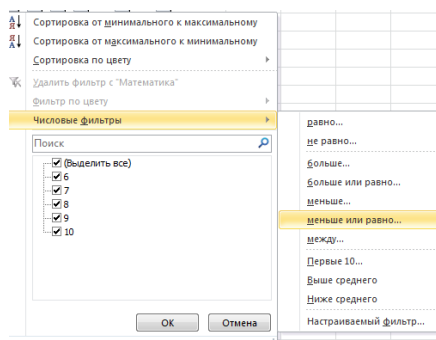 Сортировка от минимального к максимальному
Сортировка от максимального к минимальному
Сортировка по цвету
Удалить фильтр с "Математика"
Фильтр по цвету
Числовые фильтры
Поиск
(Выделить все)
6
7
8
9
10
ОК
Отмена
равно...
не равно...
больше...
больше или равно...
меньше...
меньше или равно...
между...
Первые 10...
Выше среднего
Ниже среднего
Настраиваемый фильтр...